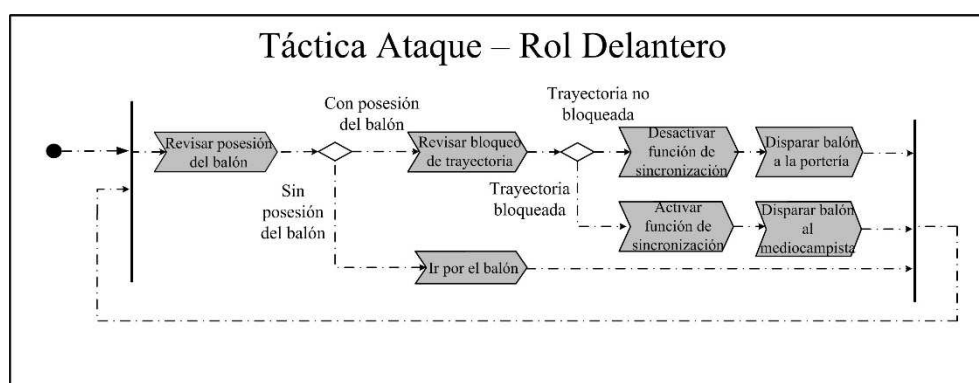 Táctica Ataque – Rol Delantero
Con posesión
del balón
Trayectoria no
bloqueada
Revisar posesión
del balón
Revisar bloqueo
de trayectoria
Desactivar
función de
sincronización
Disparar balón
a la portería
Sin
posesión
del balón
Trayectoria
bloqueada
Activar
función de
sincronización
Disparar balón
al
mediocampista
Ir por el balón